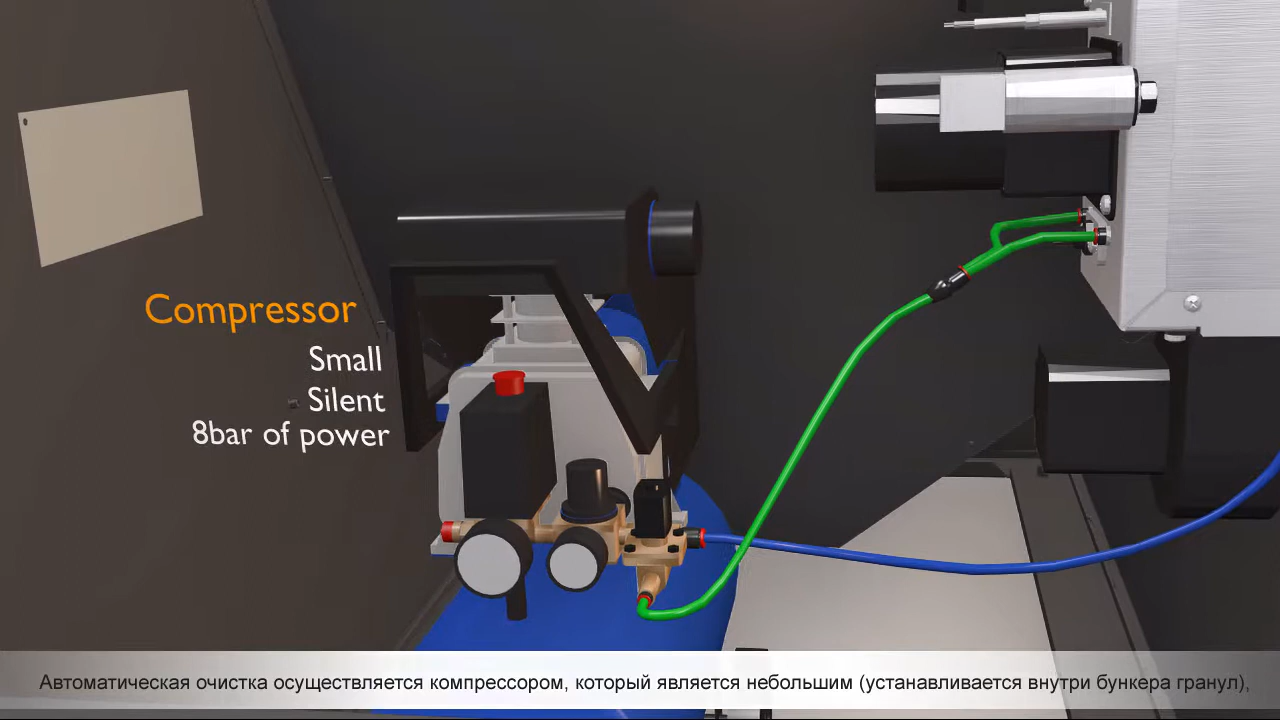 Compressor
Small
Silent
8bar of power
Автоматическая очистка осуществляется компрессором, который является небольшим (устанавливается внутри бункера гранул),